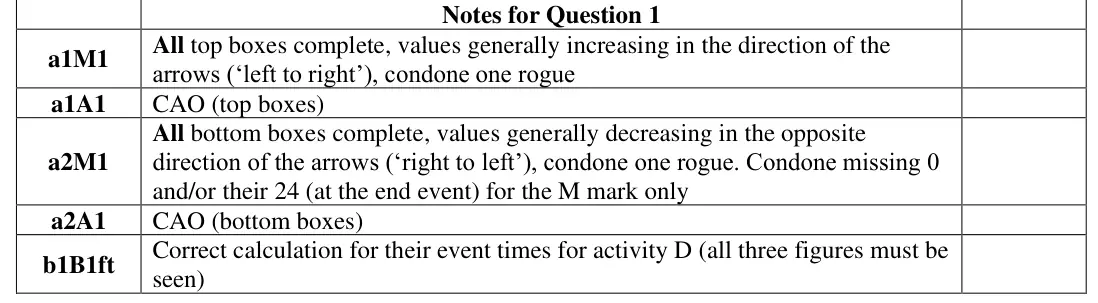 Notes for Question 1
a1M1
All top boxes complete, values generally increasing in the direction of the
arrows (‘left to right’), condone one rogue
a1A1
CAO (top boxes)
a2M1
All bottom boxes complete, values generally decreasing in the opposite
direction of the arrows (‘right to left’), condone one rogue. Condone missing 0
and/or their 24 (at the end event) for the M mark only
a2A1
CAO (bottom boxes)
b1B1ft
Correct calculation for their event times for activity D (all three figures must be
seen)